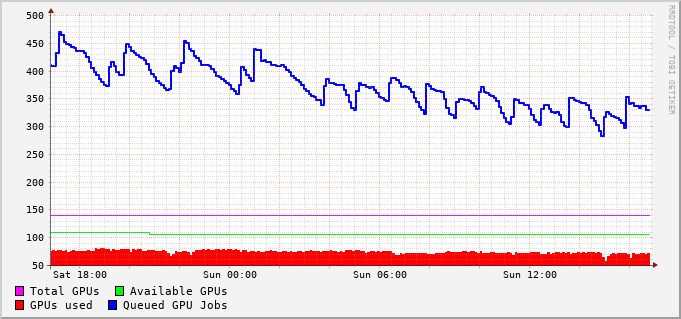 500
450
400
350
300
250
200
150
100
50
Sat 18:00 Sun 00:00 Sun 06:00 Sun 12:00
Total GPUs Available GPUs
GPUs used Queued GPU Jobs
RRDTOOL / TOBI OETIKER